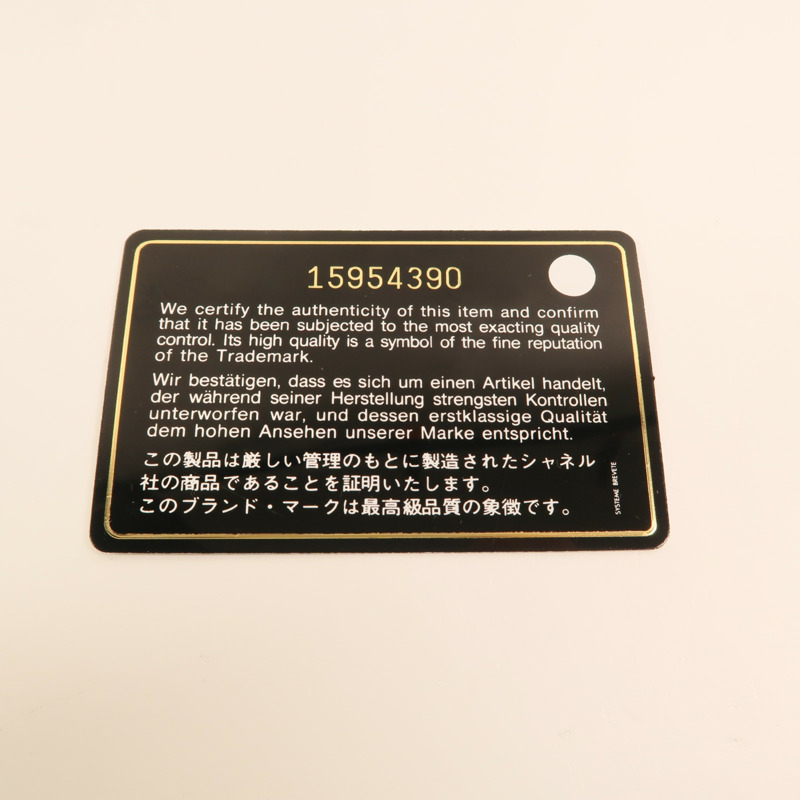 15954390
We certify the authenticity of this item and confirm
that it has been subjected to the most exacting quality
control. Its high quality is a symbol of the fine reputation
of the Trademark.
Wir bestätigen, dass es sich um einen Artikel handelt,
der während seiner Herstellung strengsten Kontrollen
unterworfen war, und dessen erstklassige Qualität
dem hohen Ansehen unserer Marke entspricht.
この製品は厳しい管理のもとに製造されたシャネル
社の商品であることを証明いたします。
このブランド・マークは最高級品質の象徴です。
SYSTEME BREVETE